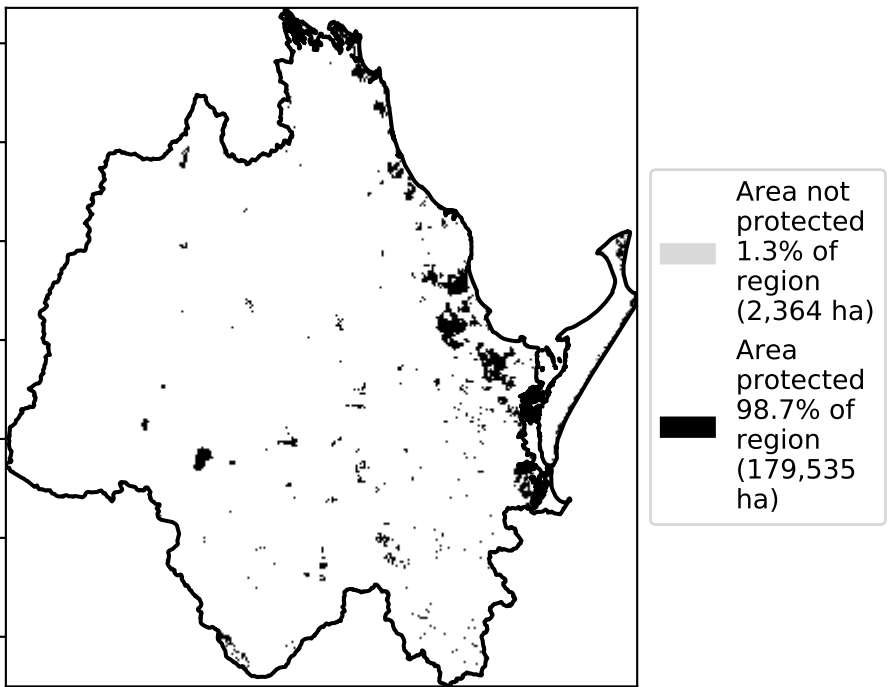 Area not
protected
1.3% of
region
(2,364 ha)
Area
protected
98.7% of
region
(179,535
ha)